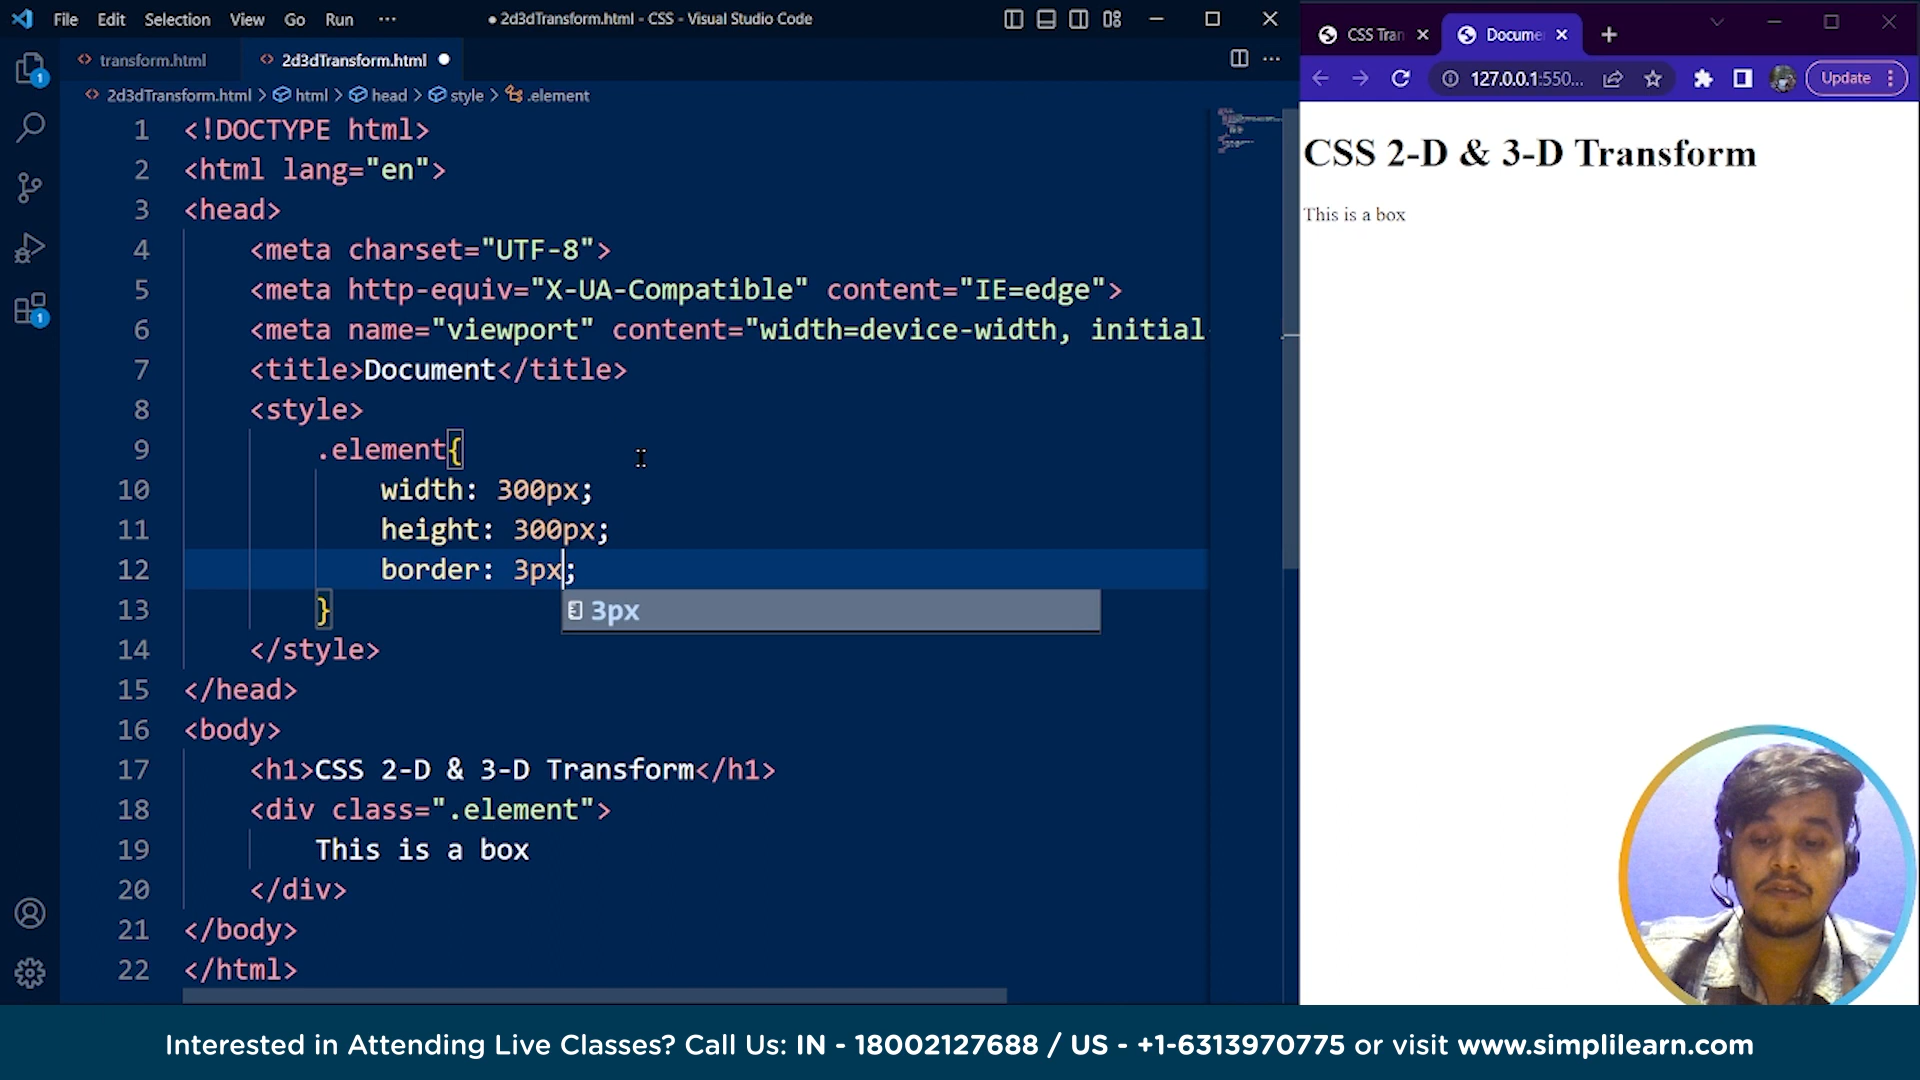 File Edit Selection View Go Run ··· ● 2d3dTransform.html - CSS - Visual Studio Code
transform.html 2d3dTransform.html
2d3dTransform.html > html > head > style > .element
1 <!DOCTYPE html>
2 <html lang="en">
3 <head>
4 <meta charset="UTF-8">
5 <meta http-equiv="X-UA-Compatible" content="IE=edge">
6 <meta name="viewport" content="width=device-width, initial-
7 <title>Document</title>
8 <style>
9 .element{
10 width: 300px;
11 height: 300px;
12 border: 3px;
13 }
3px
14 </style>
15 </head>
16 <body>
17 <h1>CSS 2-D & 3-D Transform</h1>
18 <div class=".element">
19 This is a box
20 </div>
21 </body>
22 </html>
1
1
CSS Tran Docume
127.0.0.1:550... Update
CSS 2-D & 3-D Transform
This is a box
Interested in Attending Live Classes? Call Us: IN - 18002127688 / US - +1-6313970775 or visit www.simplilearn.com